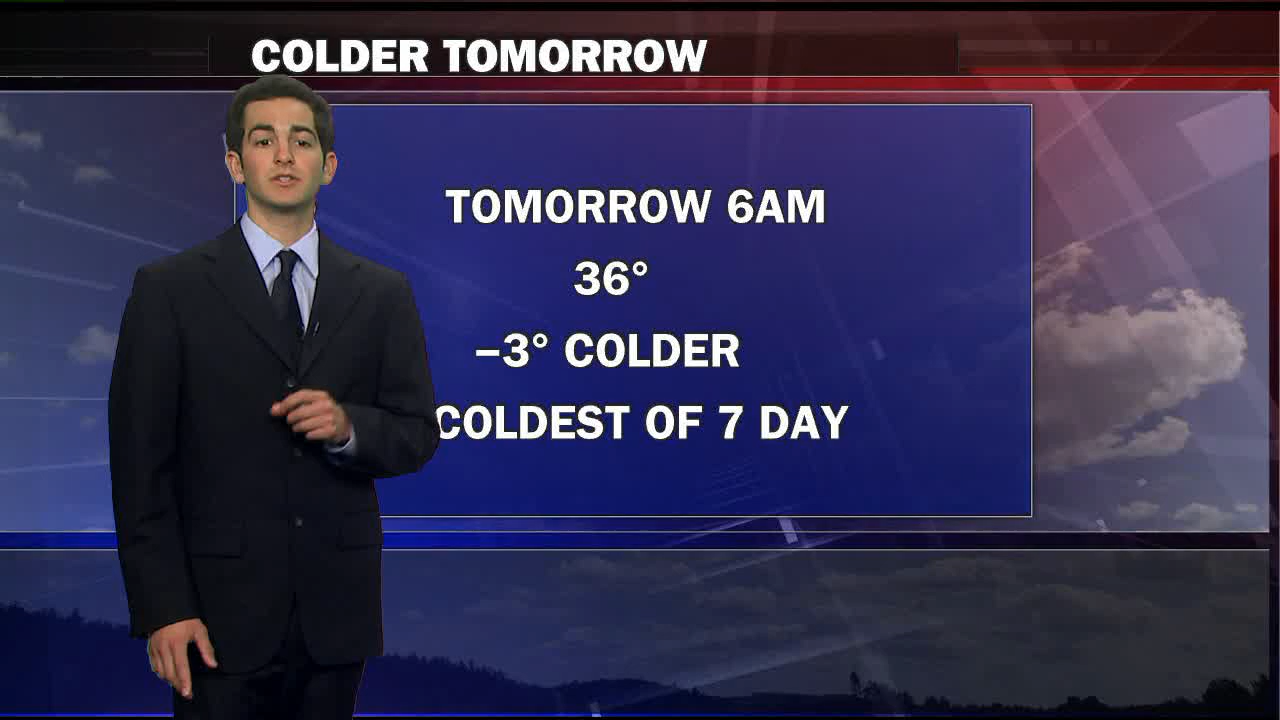 COLDER TOMORROW
TOMORROW 6AM
36°
–3° COLDER
COLDEST OF 7 DAY